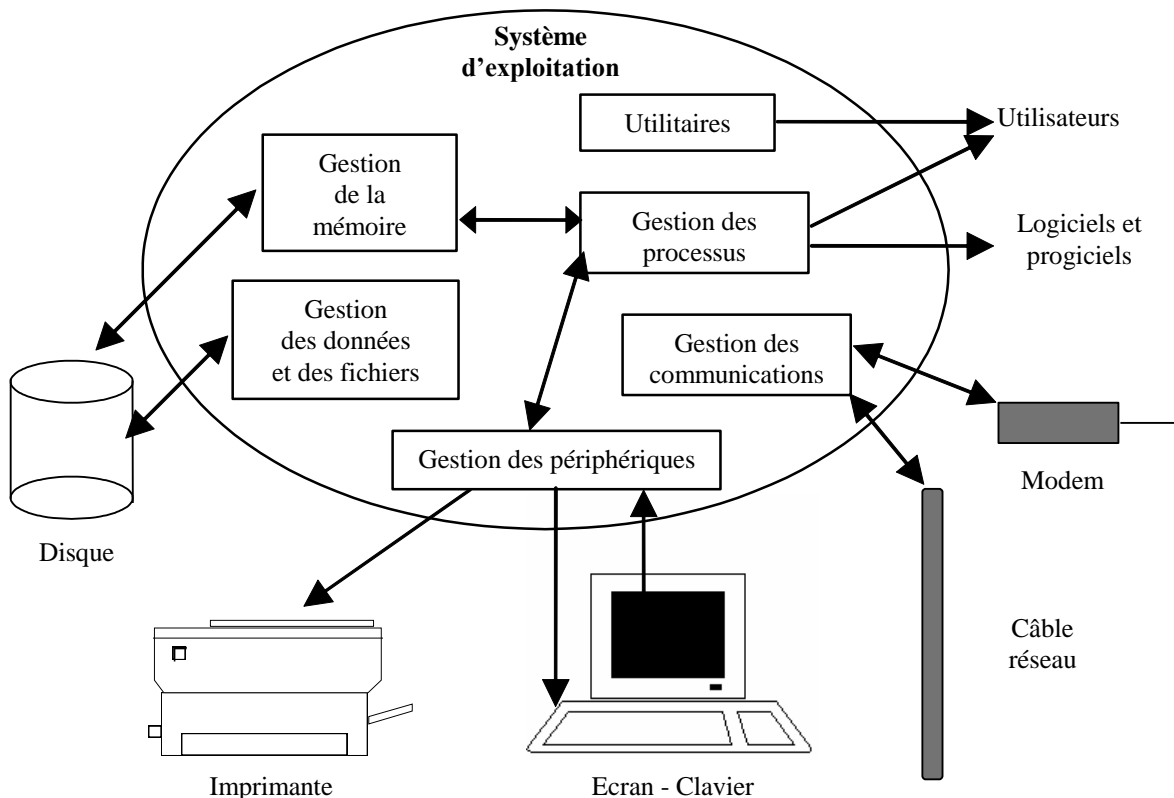 Système
d'exploitation
Utilitaires
Utilisateurs
Gestion
de la
mémoire
Gestion des
processus
Logiciels et
progiciels
Gestion
des données
et des fichiers
Gestion des
communications
Gestion des périphériques
Modem
Disque
Câble
réseau
Imprimante
Ecran - Clavier